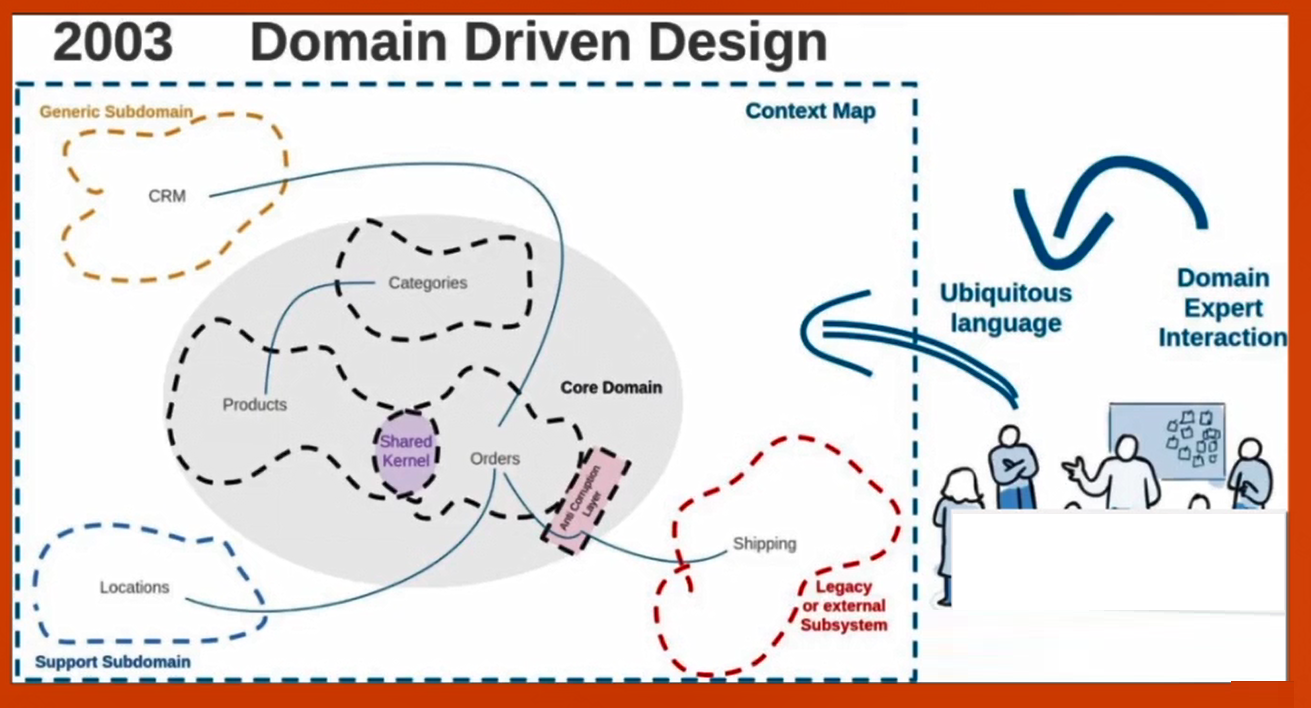 2003 Domain Driven Design
Generic Subdomain
Context Map
CRM
Categories
Ubiquitous
language
Domain
Expert
Interaction
Core Domain
Products
Shared
Kernel
Orders
Anti Corruption
Layer
Shipping
Locations
Legacy
or external
Subsystem
Support Subdomain